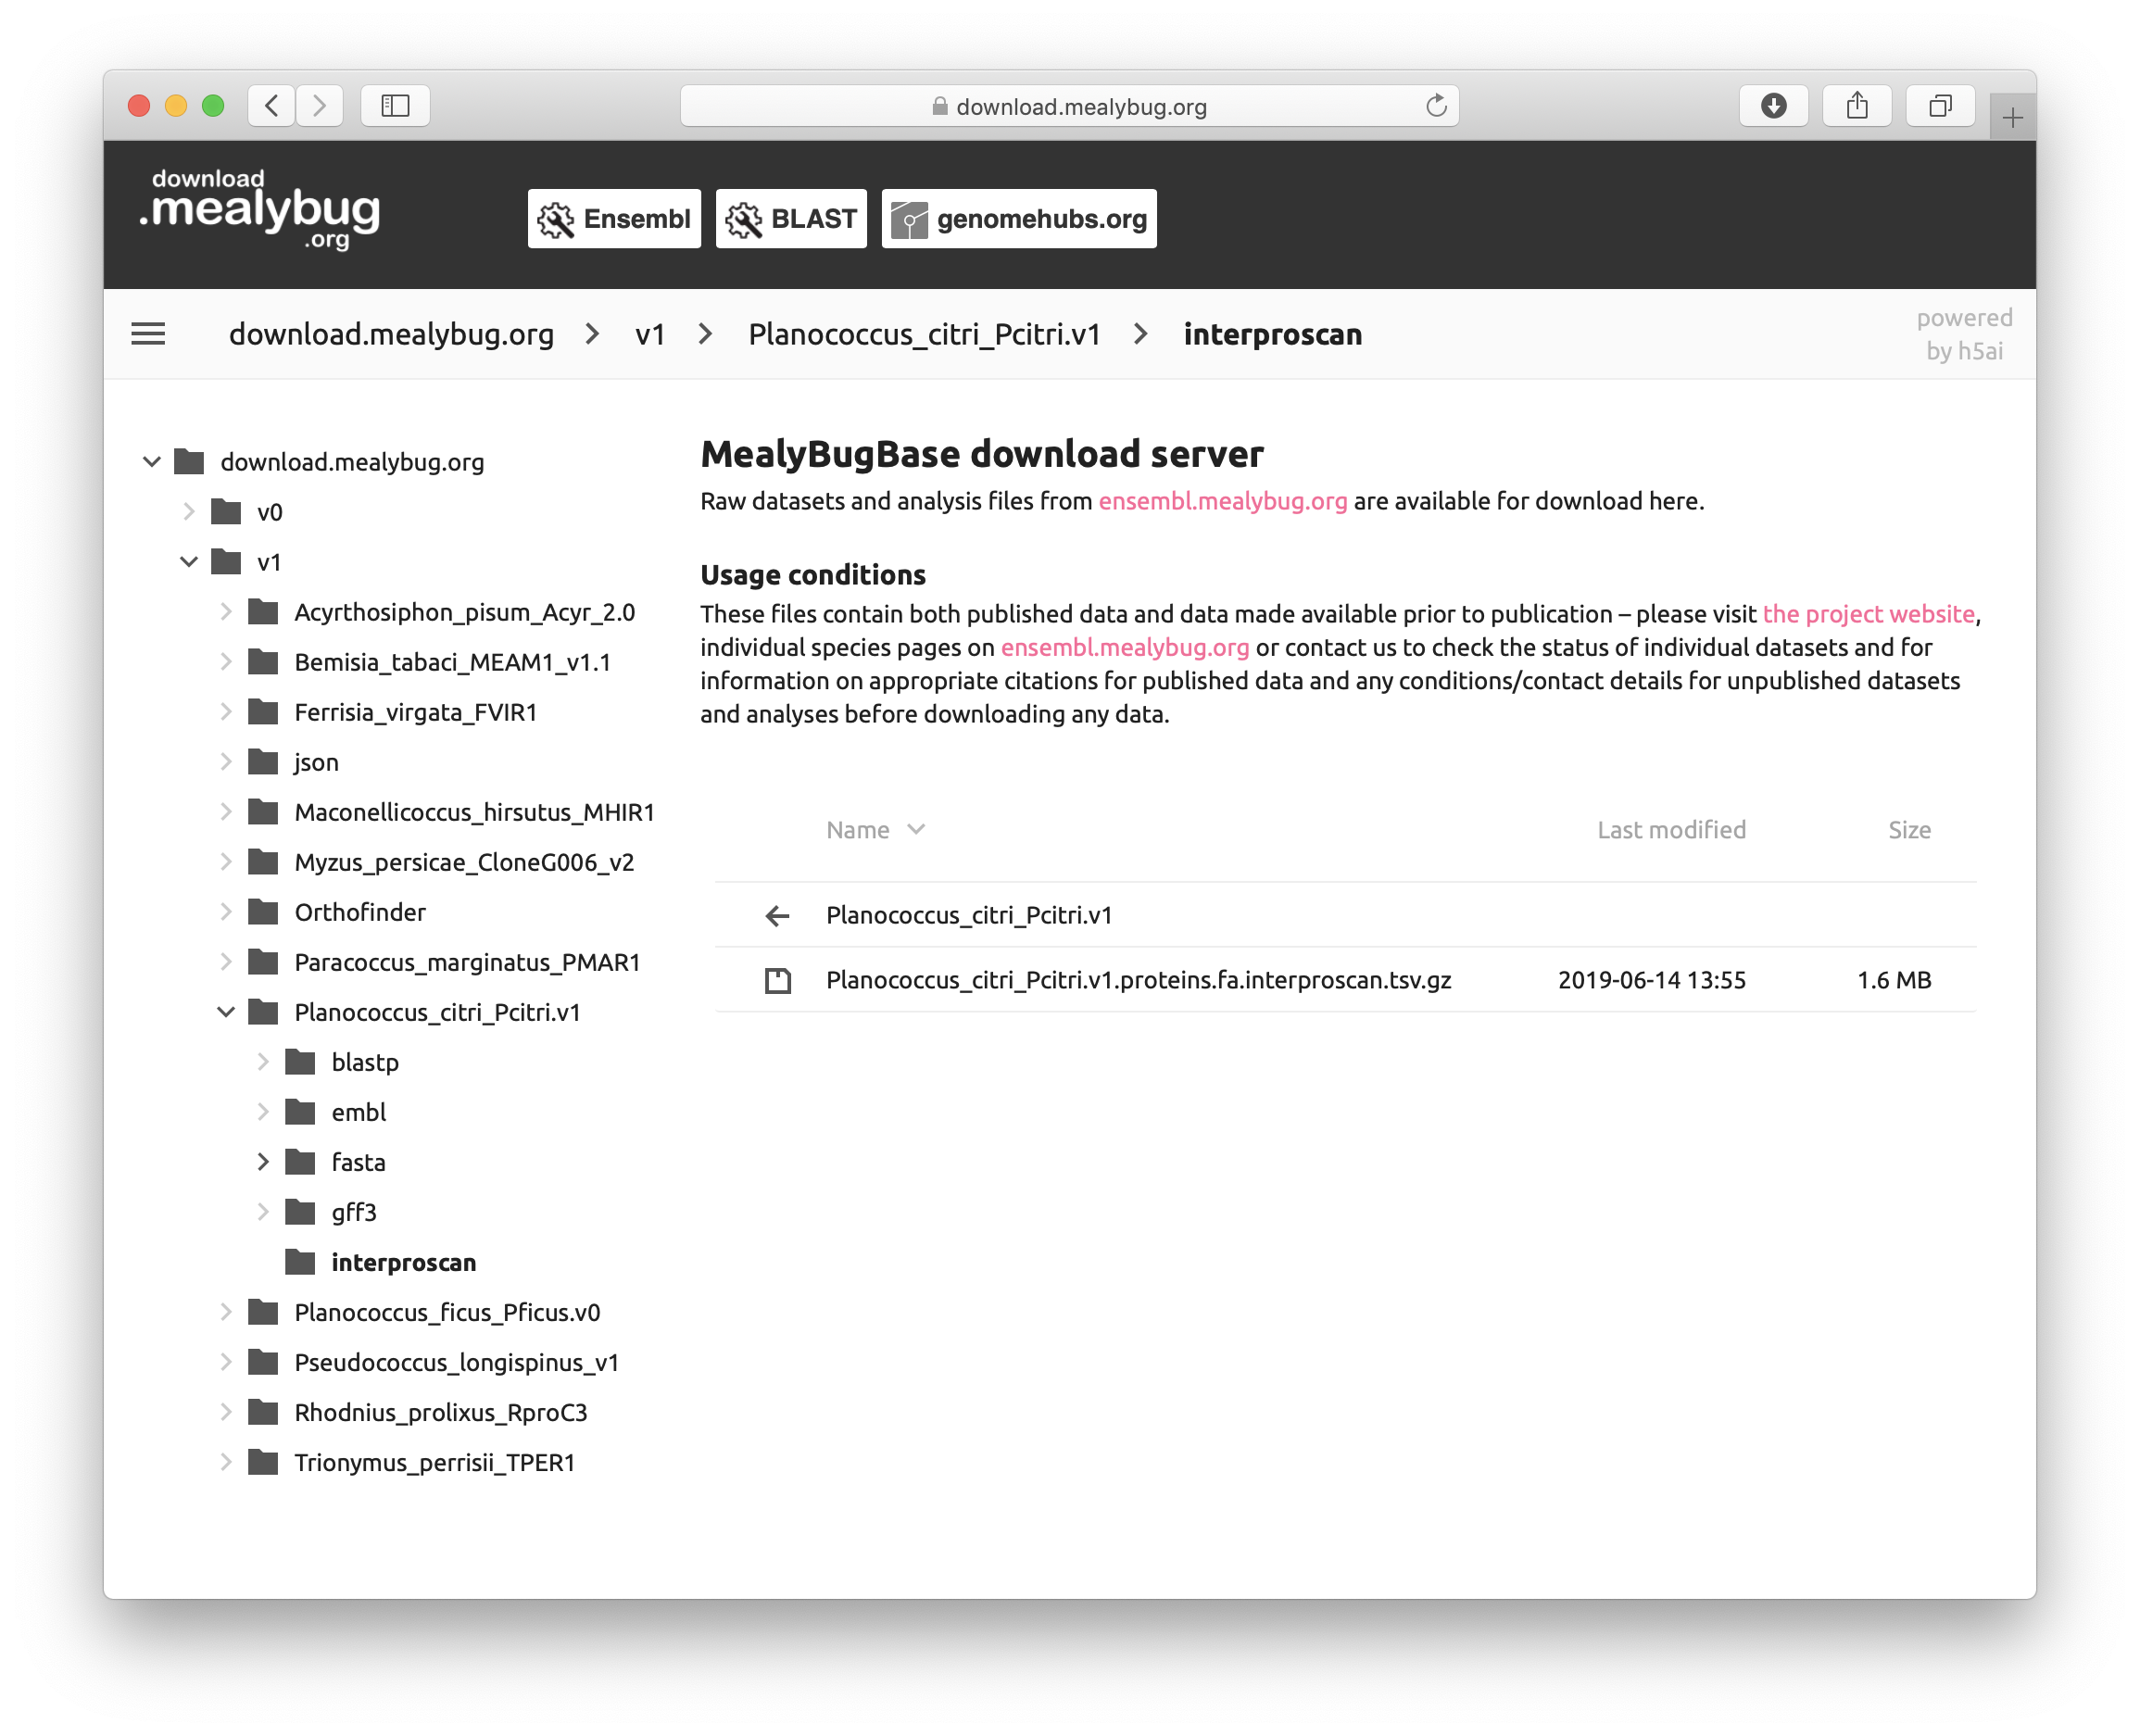 download.mealybug.org
download
.mealybug
.org
Ensembl
BLAST
genomehubs.org
download.mealybug.org
v1
Planococcus_citri_Pcitri.v1
interproscan
powered
by h5ai
download.mealybug.org
v0
v1
Acyrthosiphon_pisum_Acyr_2.0
Bemisia_tabaci_MEAM1_v1.1
Ferrisia_virgata_FVIR1
json
Maconellicoccus_hirsutus_MHIR1
Myzus_persicae_CloneG006_v2
Orthofinder
Paracoccus_marginatus_PMAR1
Planococcus_citri_Pcitri.v1
blastp
embl
fasta
gff3
interproscan
Planococcus_ficus_Pficus.v0
Pseudococcus_longispinus_v1
Rhodnius_prolixus_RproC3
Trionymus_perrisii_TPER1
MealyBugBase download server
Raw datasets and analysis files from ensembl.mealybug.org are available for download here.
Usage conditions
These files contain both published data and data made available prior to publication – please visit the project website,
individual species pages on ensembl.mealybug.org or contact us to check the status of individual datasets and for
information on appropriate citations for published data and any conditions/contact details for unpublished datasets
and analyses before downloading any data.
Name Last modified Size
Planococcus_citri_Pcitri.v1
Planococcus_citri_Pcitri.v1.proteins.fa.interproscan.tsv.gz 2019-06-14 13:55 1.6 MB